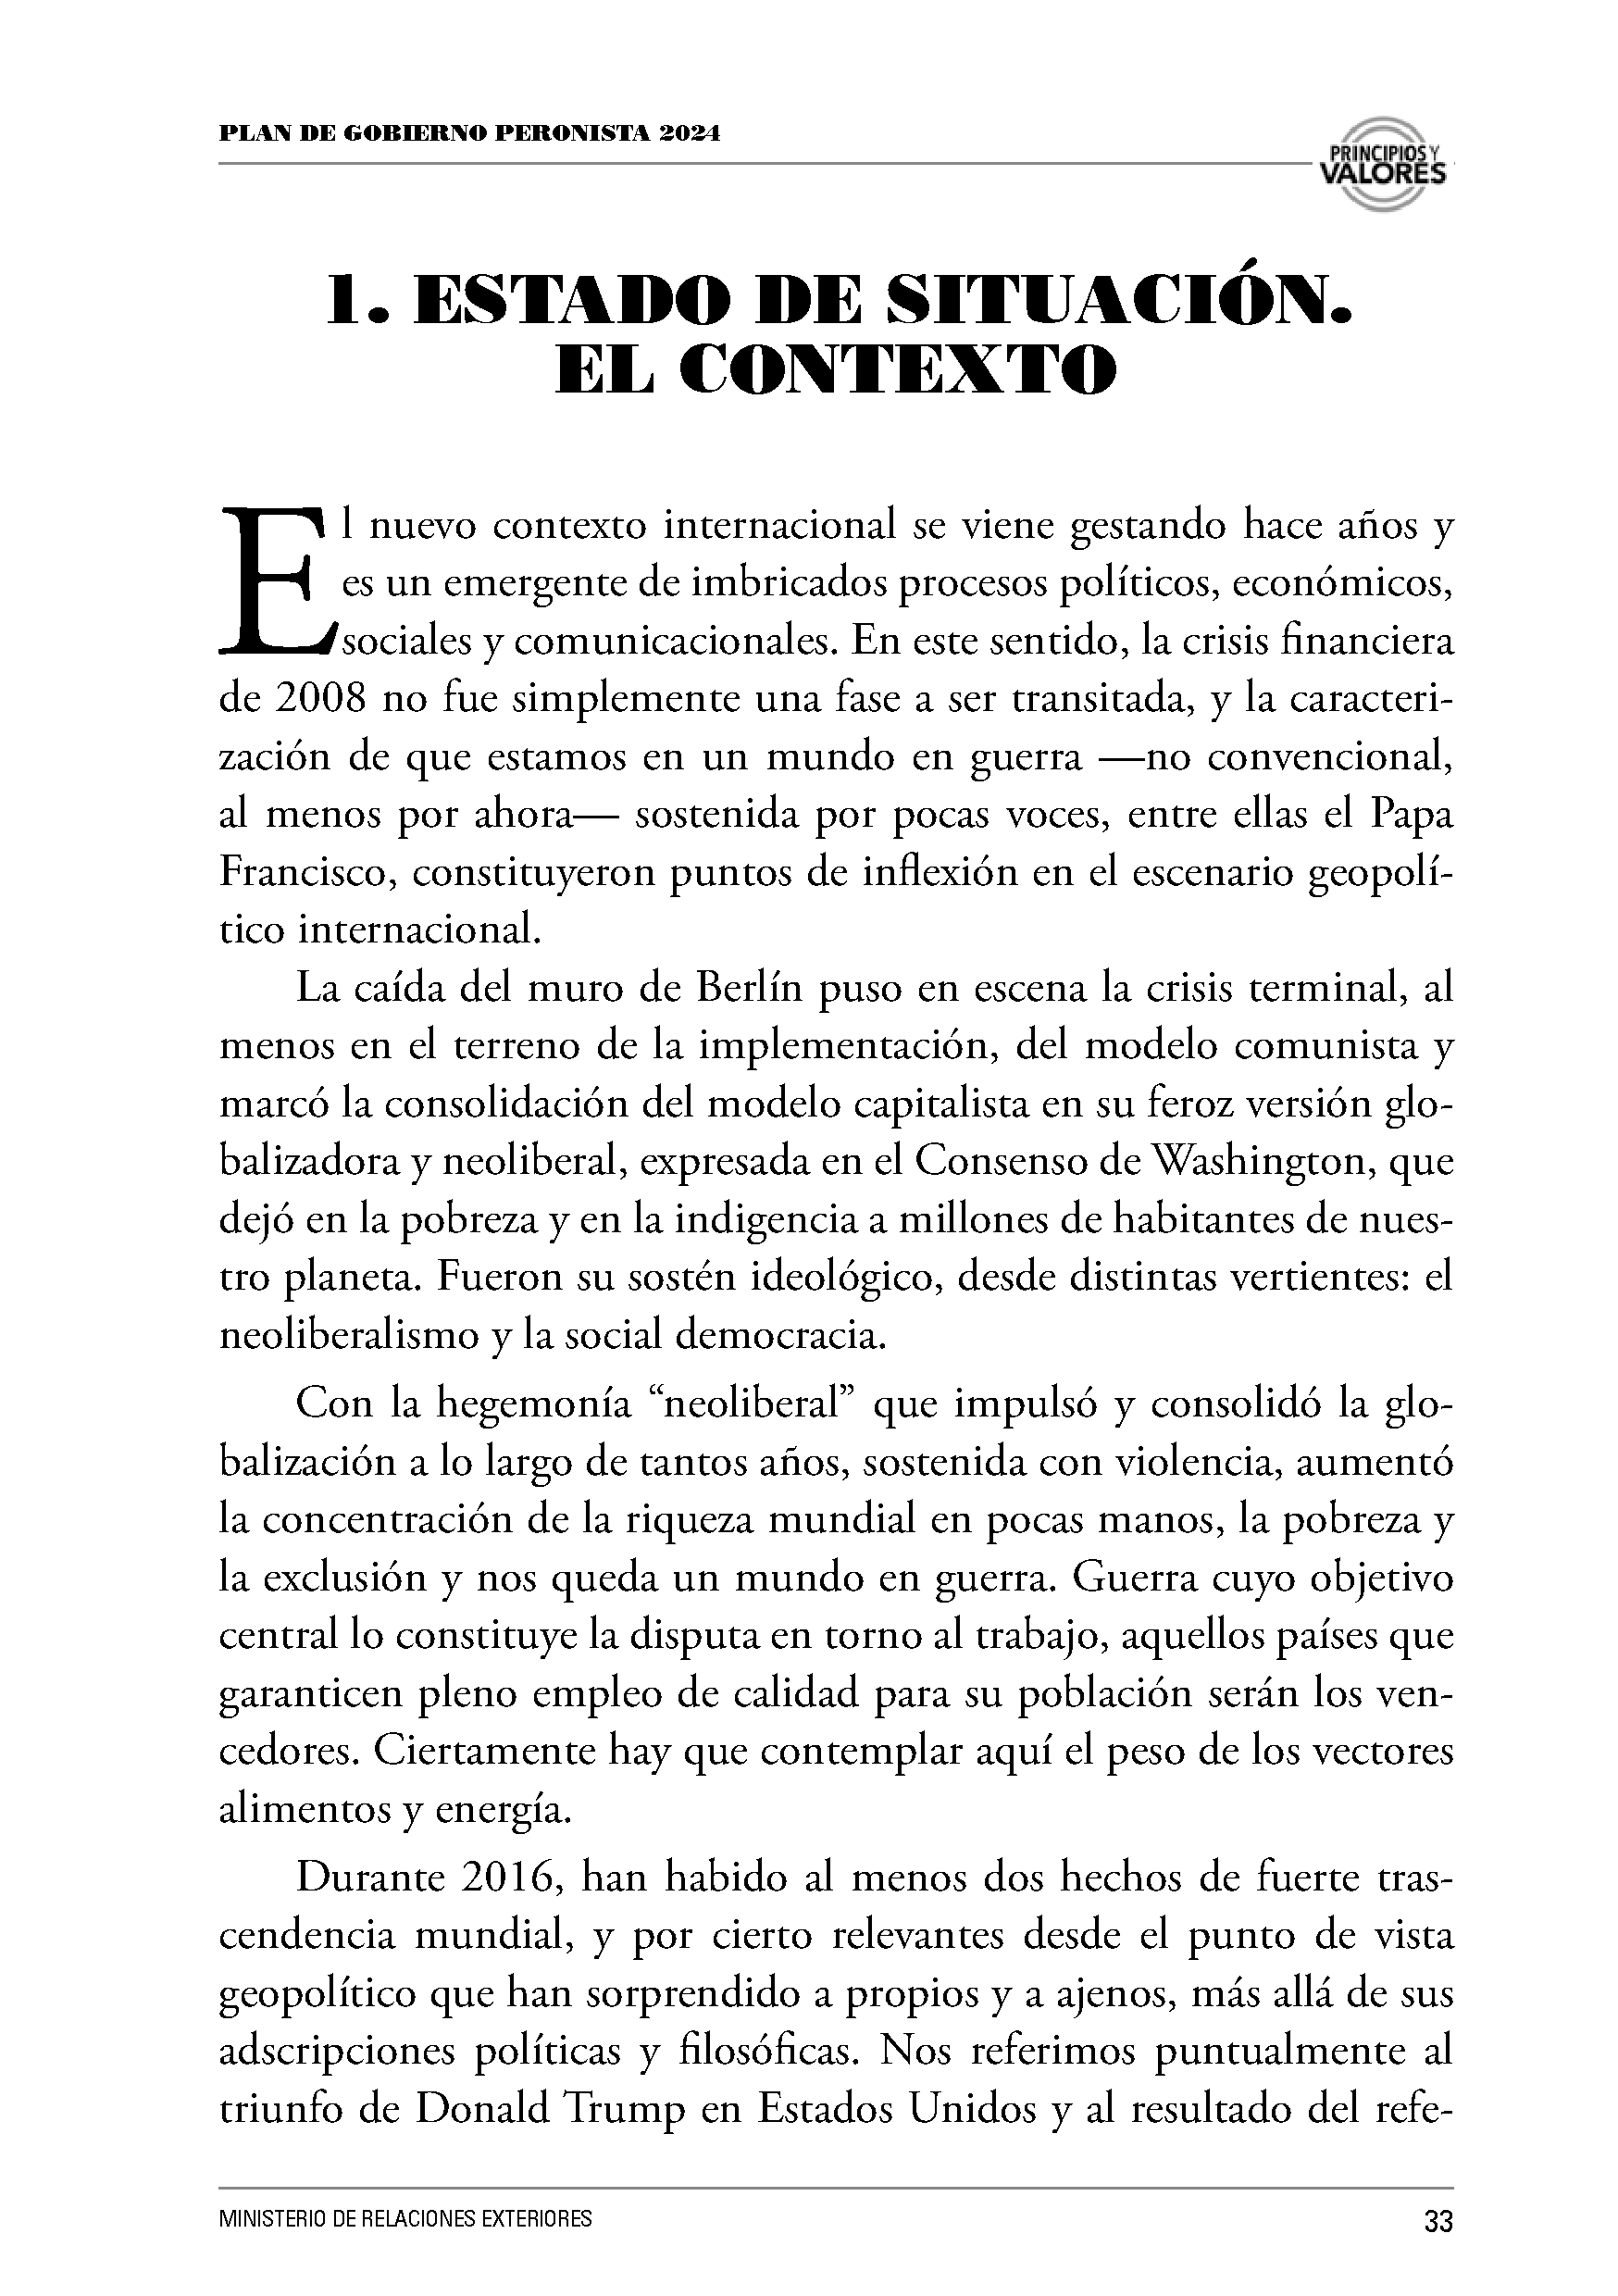 PLAN DE GOBIERNO PERONISTA 2024
PRINCIPIOS Y
VALORES
1. ESTADO DE SITUACIÓN.
EL CONTEXTO
El nuevo contexto internacional se viene gestando hace años y
es un emergente de imbricados procesos políticos, económicos,
sociales y comunicacionales. En este sentido, la crisis financiera
de 2008 no fue simplemente una fase a ser transitada, y la caracteri-
zación de que estamos en un mundo en guerra —no convencional,
al menos por ahora— sostenida por pocas voces, entre ellas el Papa
Francisco, constituyeron puntos de inflexión en el escenario geopolí-
tico internacional.
La caída del muro de Berlín puso en escena la crisis terminal, al
menos en el terreno de la implementación, del modelo comunista y
marcó la consolidación del modelo capitalista en su feroz versión glo-
balizadora y neoliberal, expresada en el Consenso de Washington, que
dejó en la pobreza y en la indigencia a millones de habitantes de nues-
tro planeta. Fueron su sostén ideológico, desde distintas vertientes: el
neoliberalismo y la social democracia.
Con la hegemonía “neoliberal” que impulsó y consolidó la glo-
balización a lo largo de tantos años, sostenida con violencia, aumentó
la concentración de la riqueza mundial en pocas manos, la pobreza y
la exclusión y nos queda un mundo en guerra. Guerra cuyo objetivo
central lo constituye la disputa en torno al trabajo, aquellos países que
garanticen pleno empleo de calidad para su población serán los ven-
cedores. Ciertamente hay que contemplar aquí el peso de los vectores
alimentos y energía.
Durante 2016, han habido al menos dos hechos de fuerte tras-
cendencia mundial, y por cierto relevantes desde el punto de vista
geopolítico que han sorprendido a propios y a ajenos, más allá de sus
adscripciones políticas y filosóficas. Nos referimos puntualmente al
triunfo de Donald Trump en Estados Unidos y al resultado del refe-
MINISTERIO DE RELACIONES EXTERIORES
33